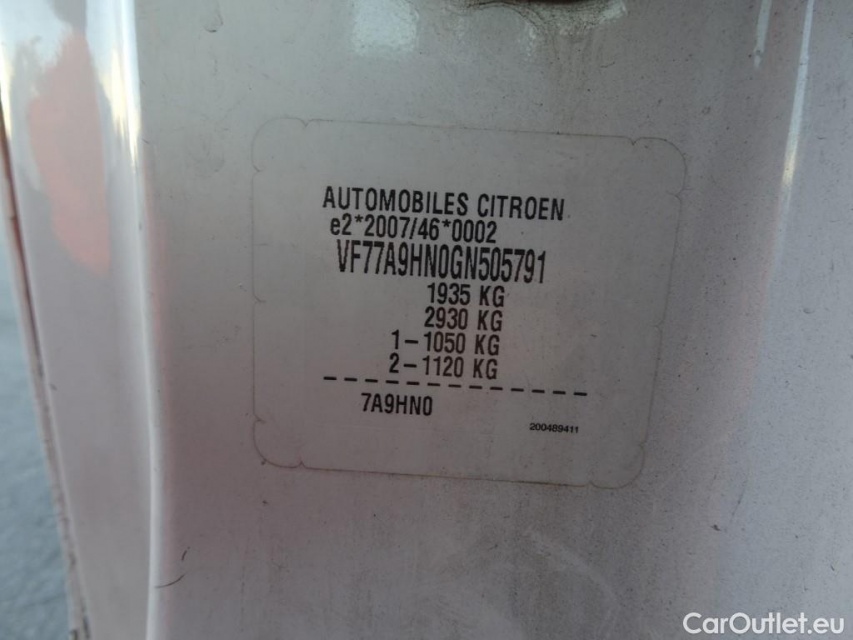 AUTOMOBILES CITROEN
e2*2007/46*0002
VF77A9HN0GN505791
1935 KG
2930 KG
1-1050 KG
2-1120 KG
7A9HN0
200489411
CarOutlet.eu